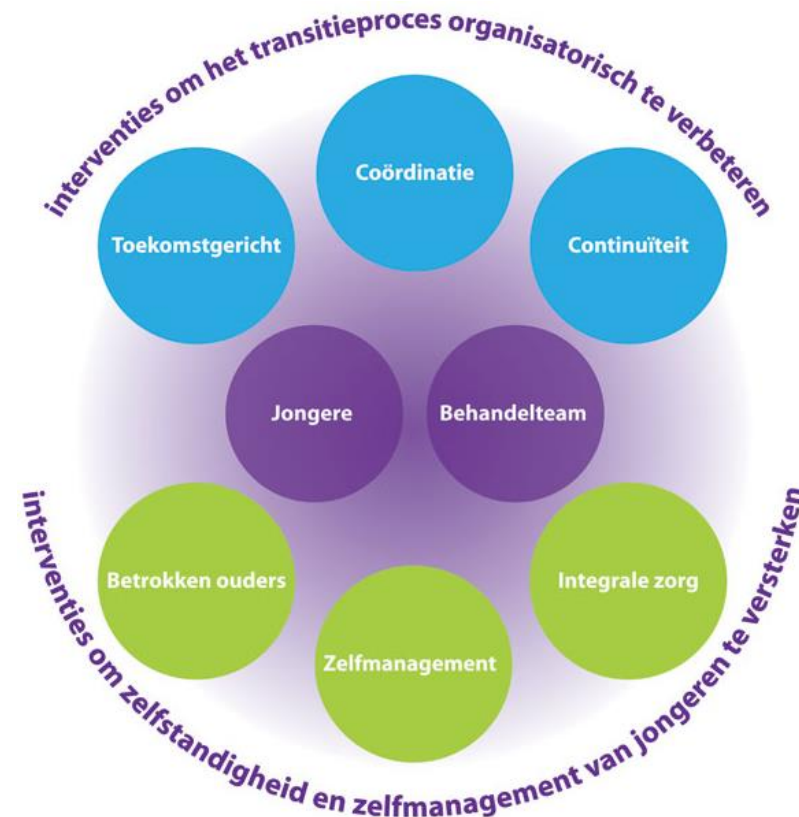 interventies om het transitieproces organisatorisch te verbeteren
Coördinatie
Toekomstgericht
Continuïteit
Jongere
Behandelteam
Betrokken ouders
Integrale zorg
Zelfmanagement
interventies om zelfstandigheid en zelfmanagement van jongeren te versterken